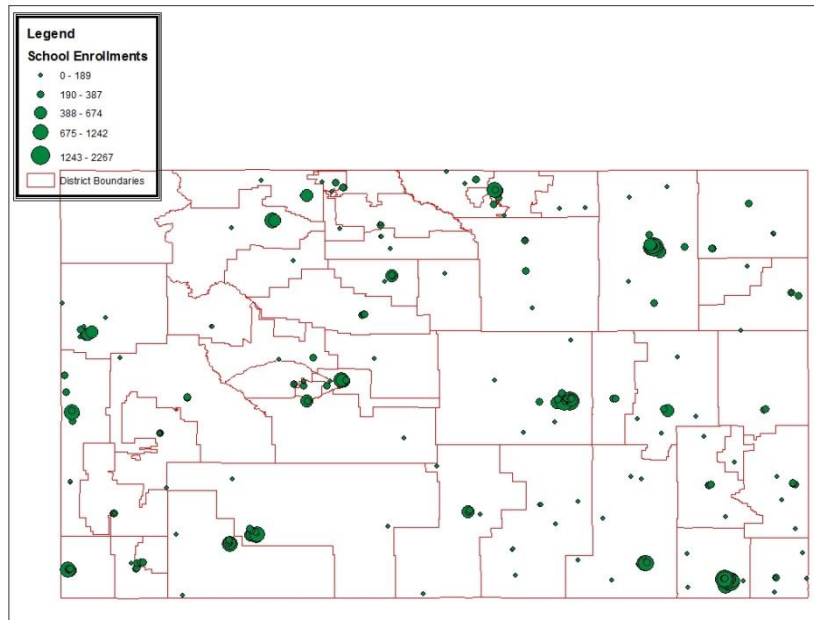 Legend
School Enrollments
0 - 189
190 - 387
388 - 674
675 - 1242
1243 - 2267
District Boundaries